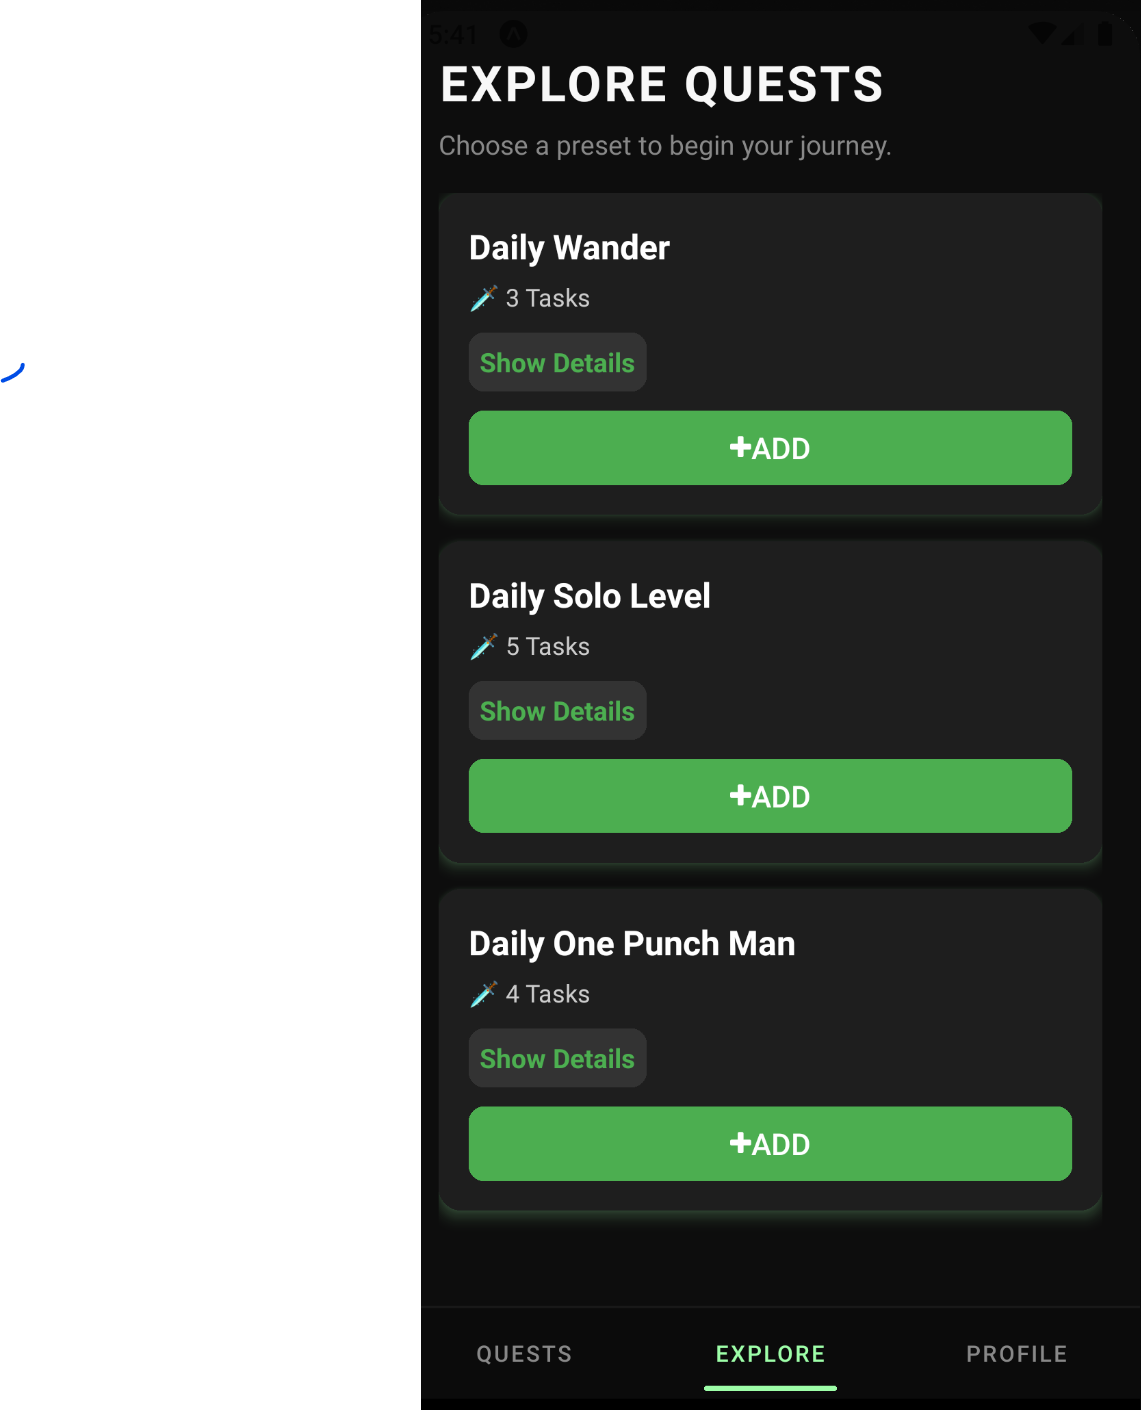 5:41
EXPLORE QUESTS
Choose a preset to begin your journey.
Daily Wander
🗡️ 3 Tasks
Show Details
+ADD
Daily Solo Level
🗡️ 5 Tasks
Show Details
+ADD
Daily One Punch Man
🗡️ 4 Tasks
Show Details
+ADD
QUESTS EXPLORE PROFILE